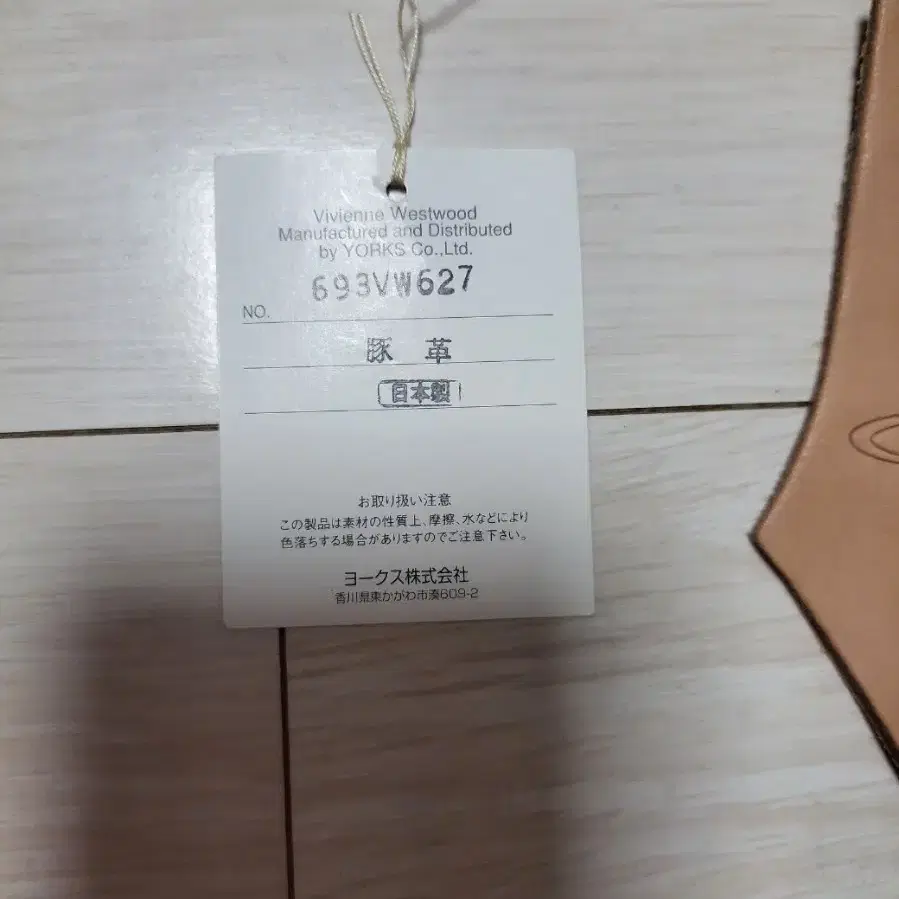 Vivienne Westwood
Manufactured and Distributed
by YORKS Co.,Ltd.
NO. 693VW627
豚 革
日本製
お取り扱い注意
この製品は素材の性質上、摩擦、水などにより
色落ちする場合がありますのでご注意下さい。
ヨークス株式会社
香川県東かがわ市湊609-2